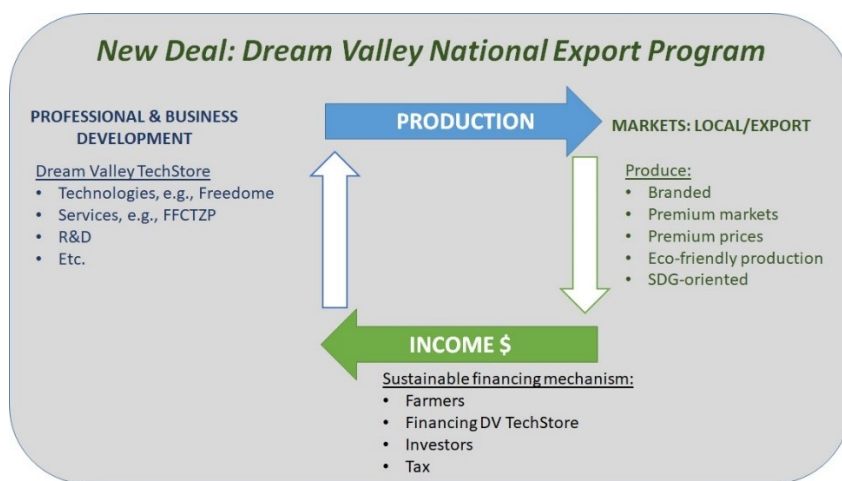 New Deal: Dream Valley National Export Program
PROFESSIONAL & BUSINESS
DEVELOPMENT
Dream Valley TechStore
• Technologies, e.g., Freedome
• Services, e.g., FFCTZP
• R&D
• Etc.
PRODUCTION
MARKETS: LOCAL/EXPORT
Produce:
• Branded
• Premium markets
• Premium prices
• Eco-friendly production
• SDG-oriented
INCOME $
Sustainable financing mechanism:
• Farmers
• Financing DV TechStore
• Investors
• Tax